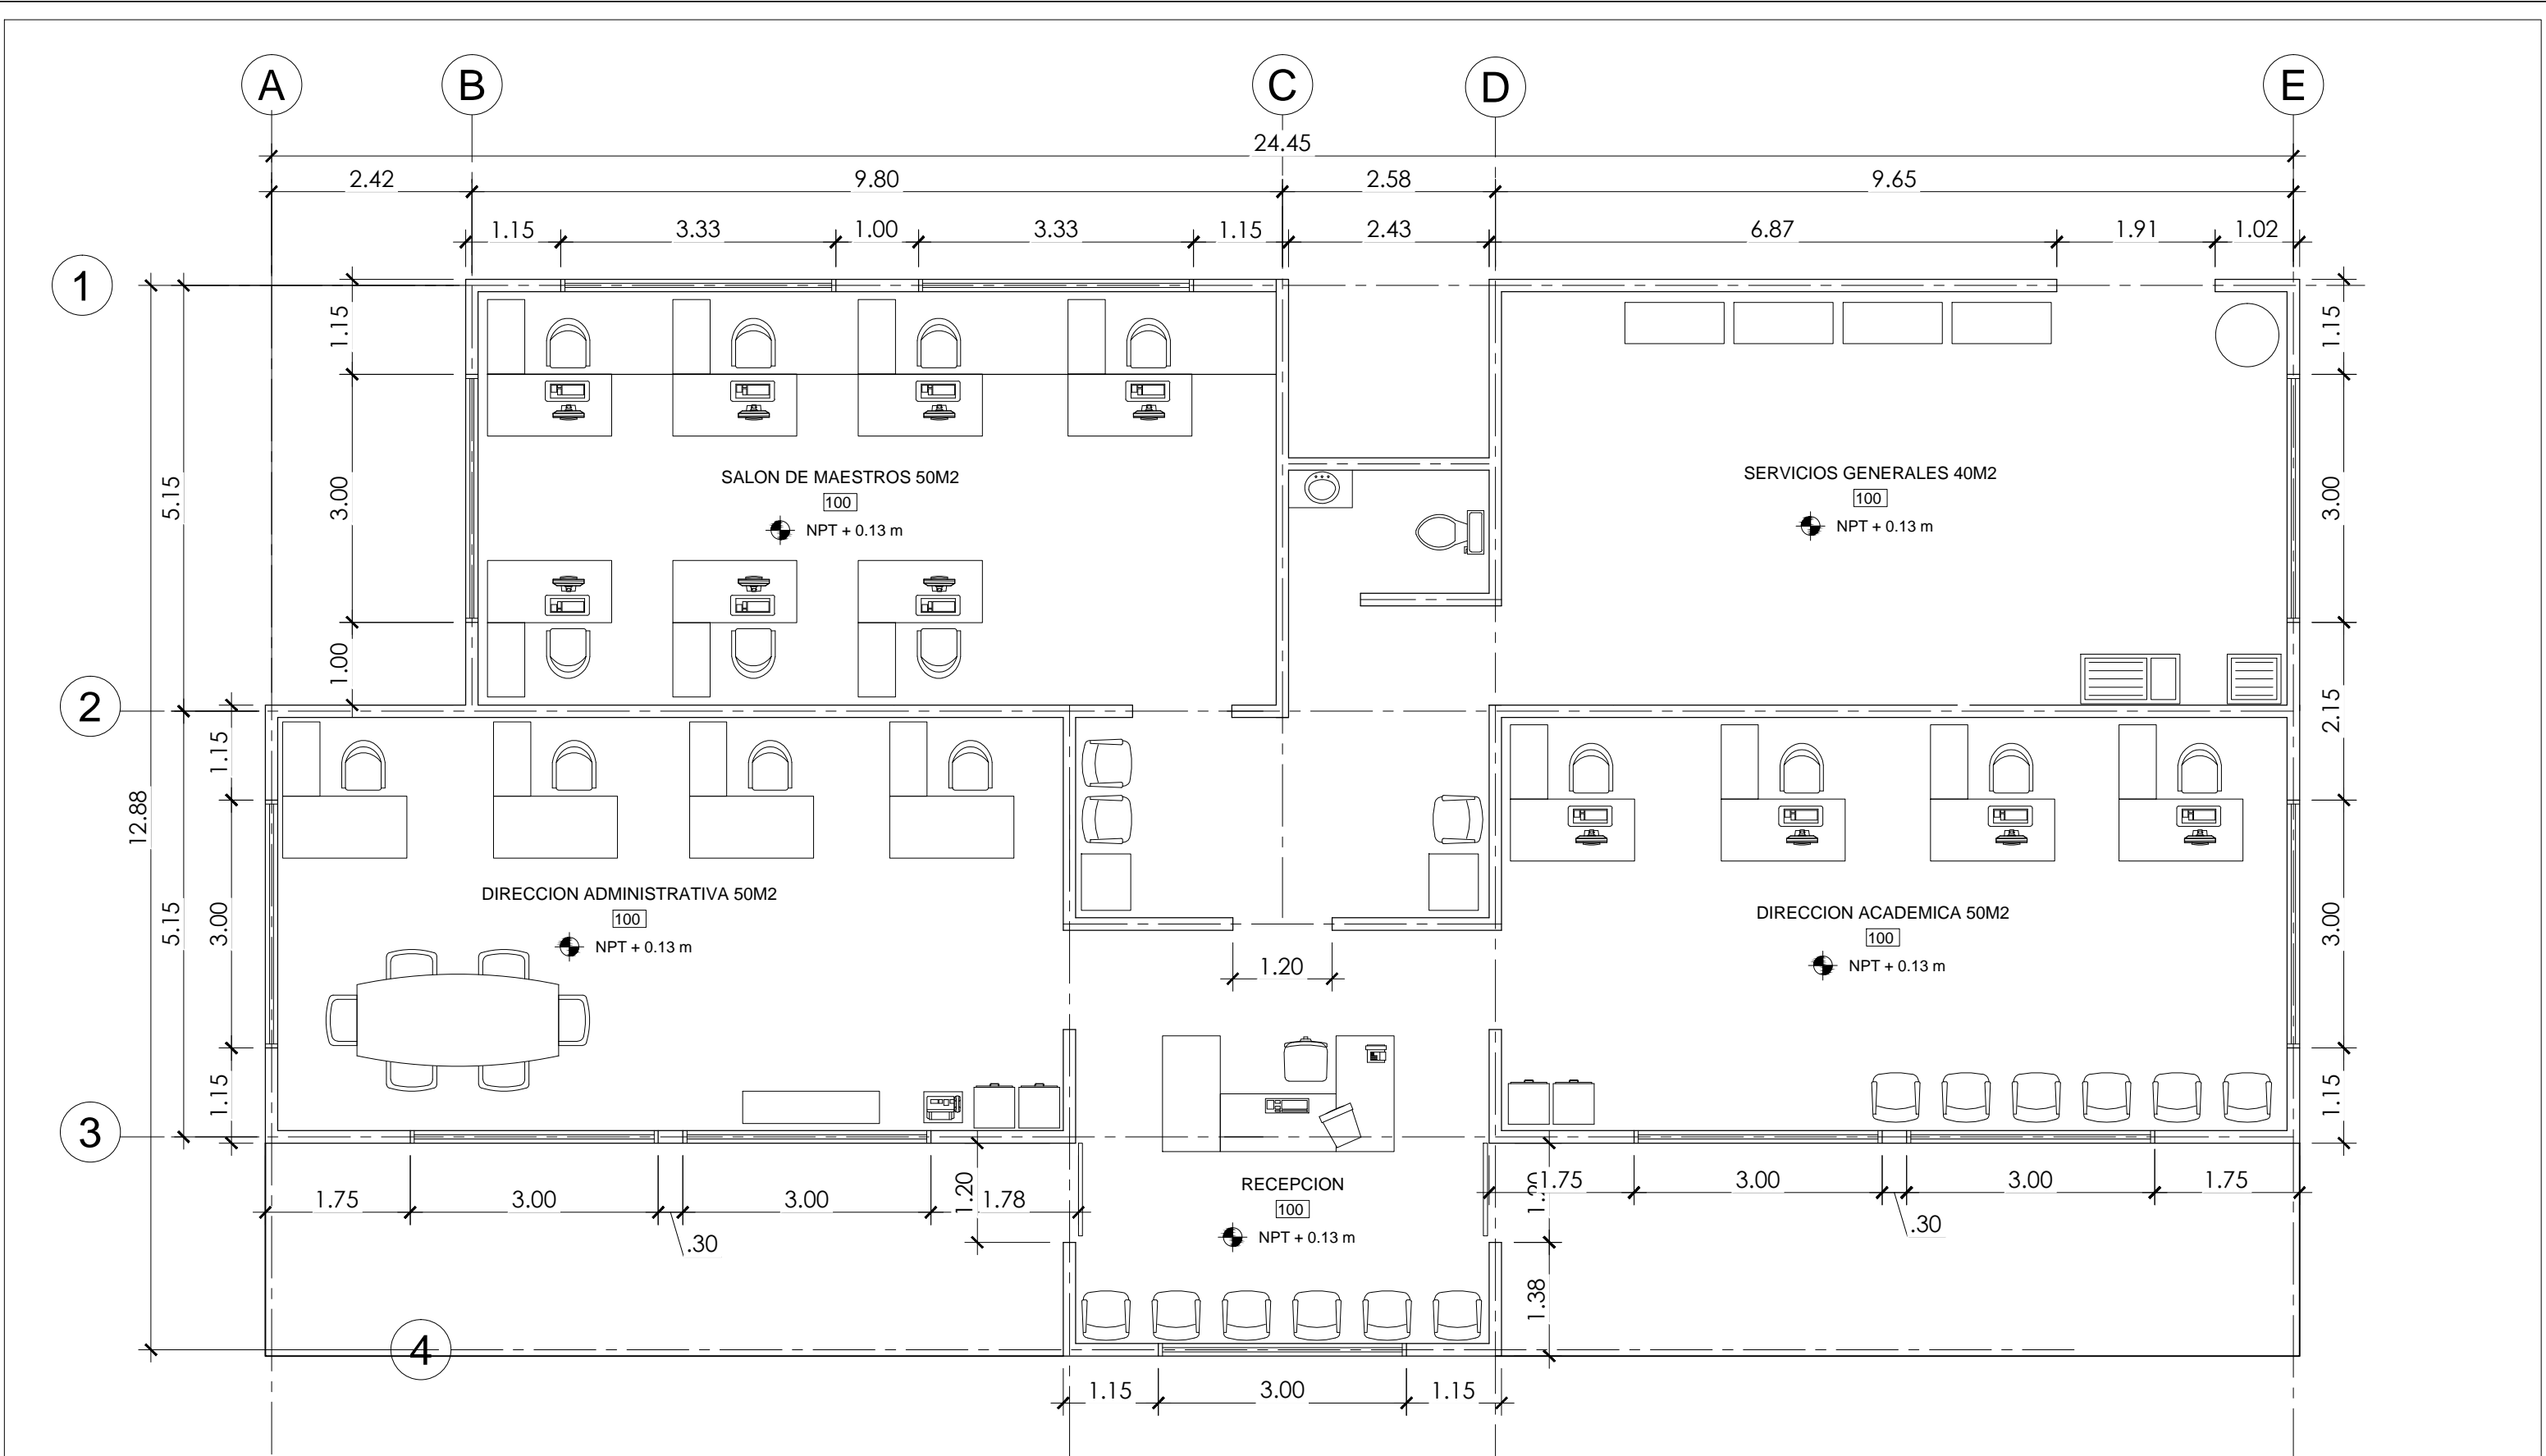 A B C D E
24.45
2.42 9.80 2.58 9.65
1.15 3.33 1.00 3.33 1.15 2.43 6.87 1.91 1.02
1
1.15 1.15
SALON DE MAESTROS 50M2
100
NPT + 0.13 m
SERVICIOS GENERALES 40M2
100
NPT + 0.13 m
5.15 3.00 3.00
1.00
2
2.15
1.15
12.88
DIRECCION ADMINISTRATIVA 50M2
100
NPT + 0.13 m
DIRECCION ACADEMICA 50M2
100
NPT + 0.13 m
5.15 3.00 3.00
1.20
1.15 1.15
3
RECEPCION
100
NPT + 0.13 m
1.75 3.00 3.00 1.20 1.78
.30
1.20 1.75 3.00 3.00 1.75
.30
1.38
4
1.15 3.00 1.15